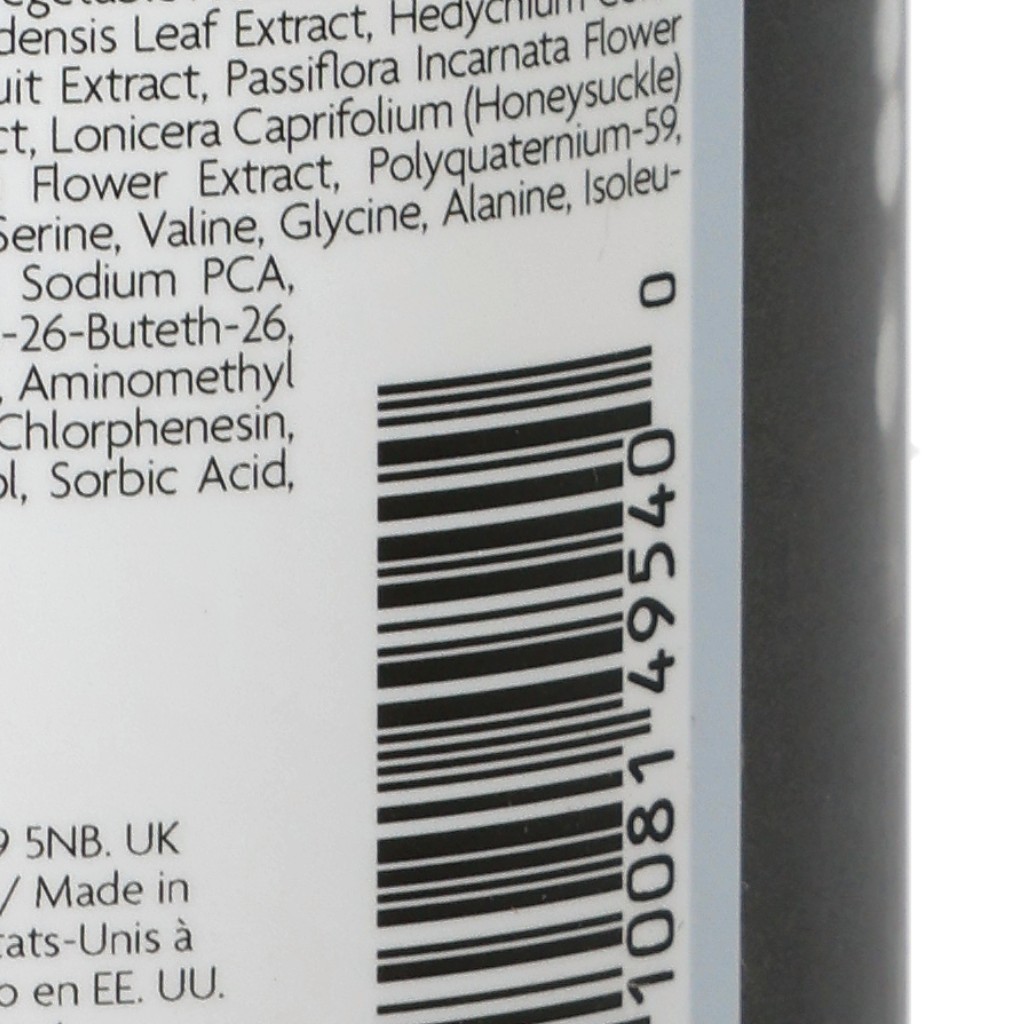 densis Leaf Extract, Hedychium
uit Extract, Passiflora Incarnata Flower
ct, Lonicera Caprifolium (Honeysuckle)
Flower Extract, Polyquaternium-59,
Serine, Valine, Glycine, Alanine, Isoleu-
Sodium PCA,
-26-Buteth-26,
, Aminomethyl
Chlorphenesin,
ol, Sorbic Acid,
9 5NB. UK
/ Made in
tats-Unis à
o en EE. UU.
10081 49540 0